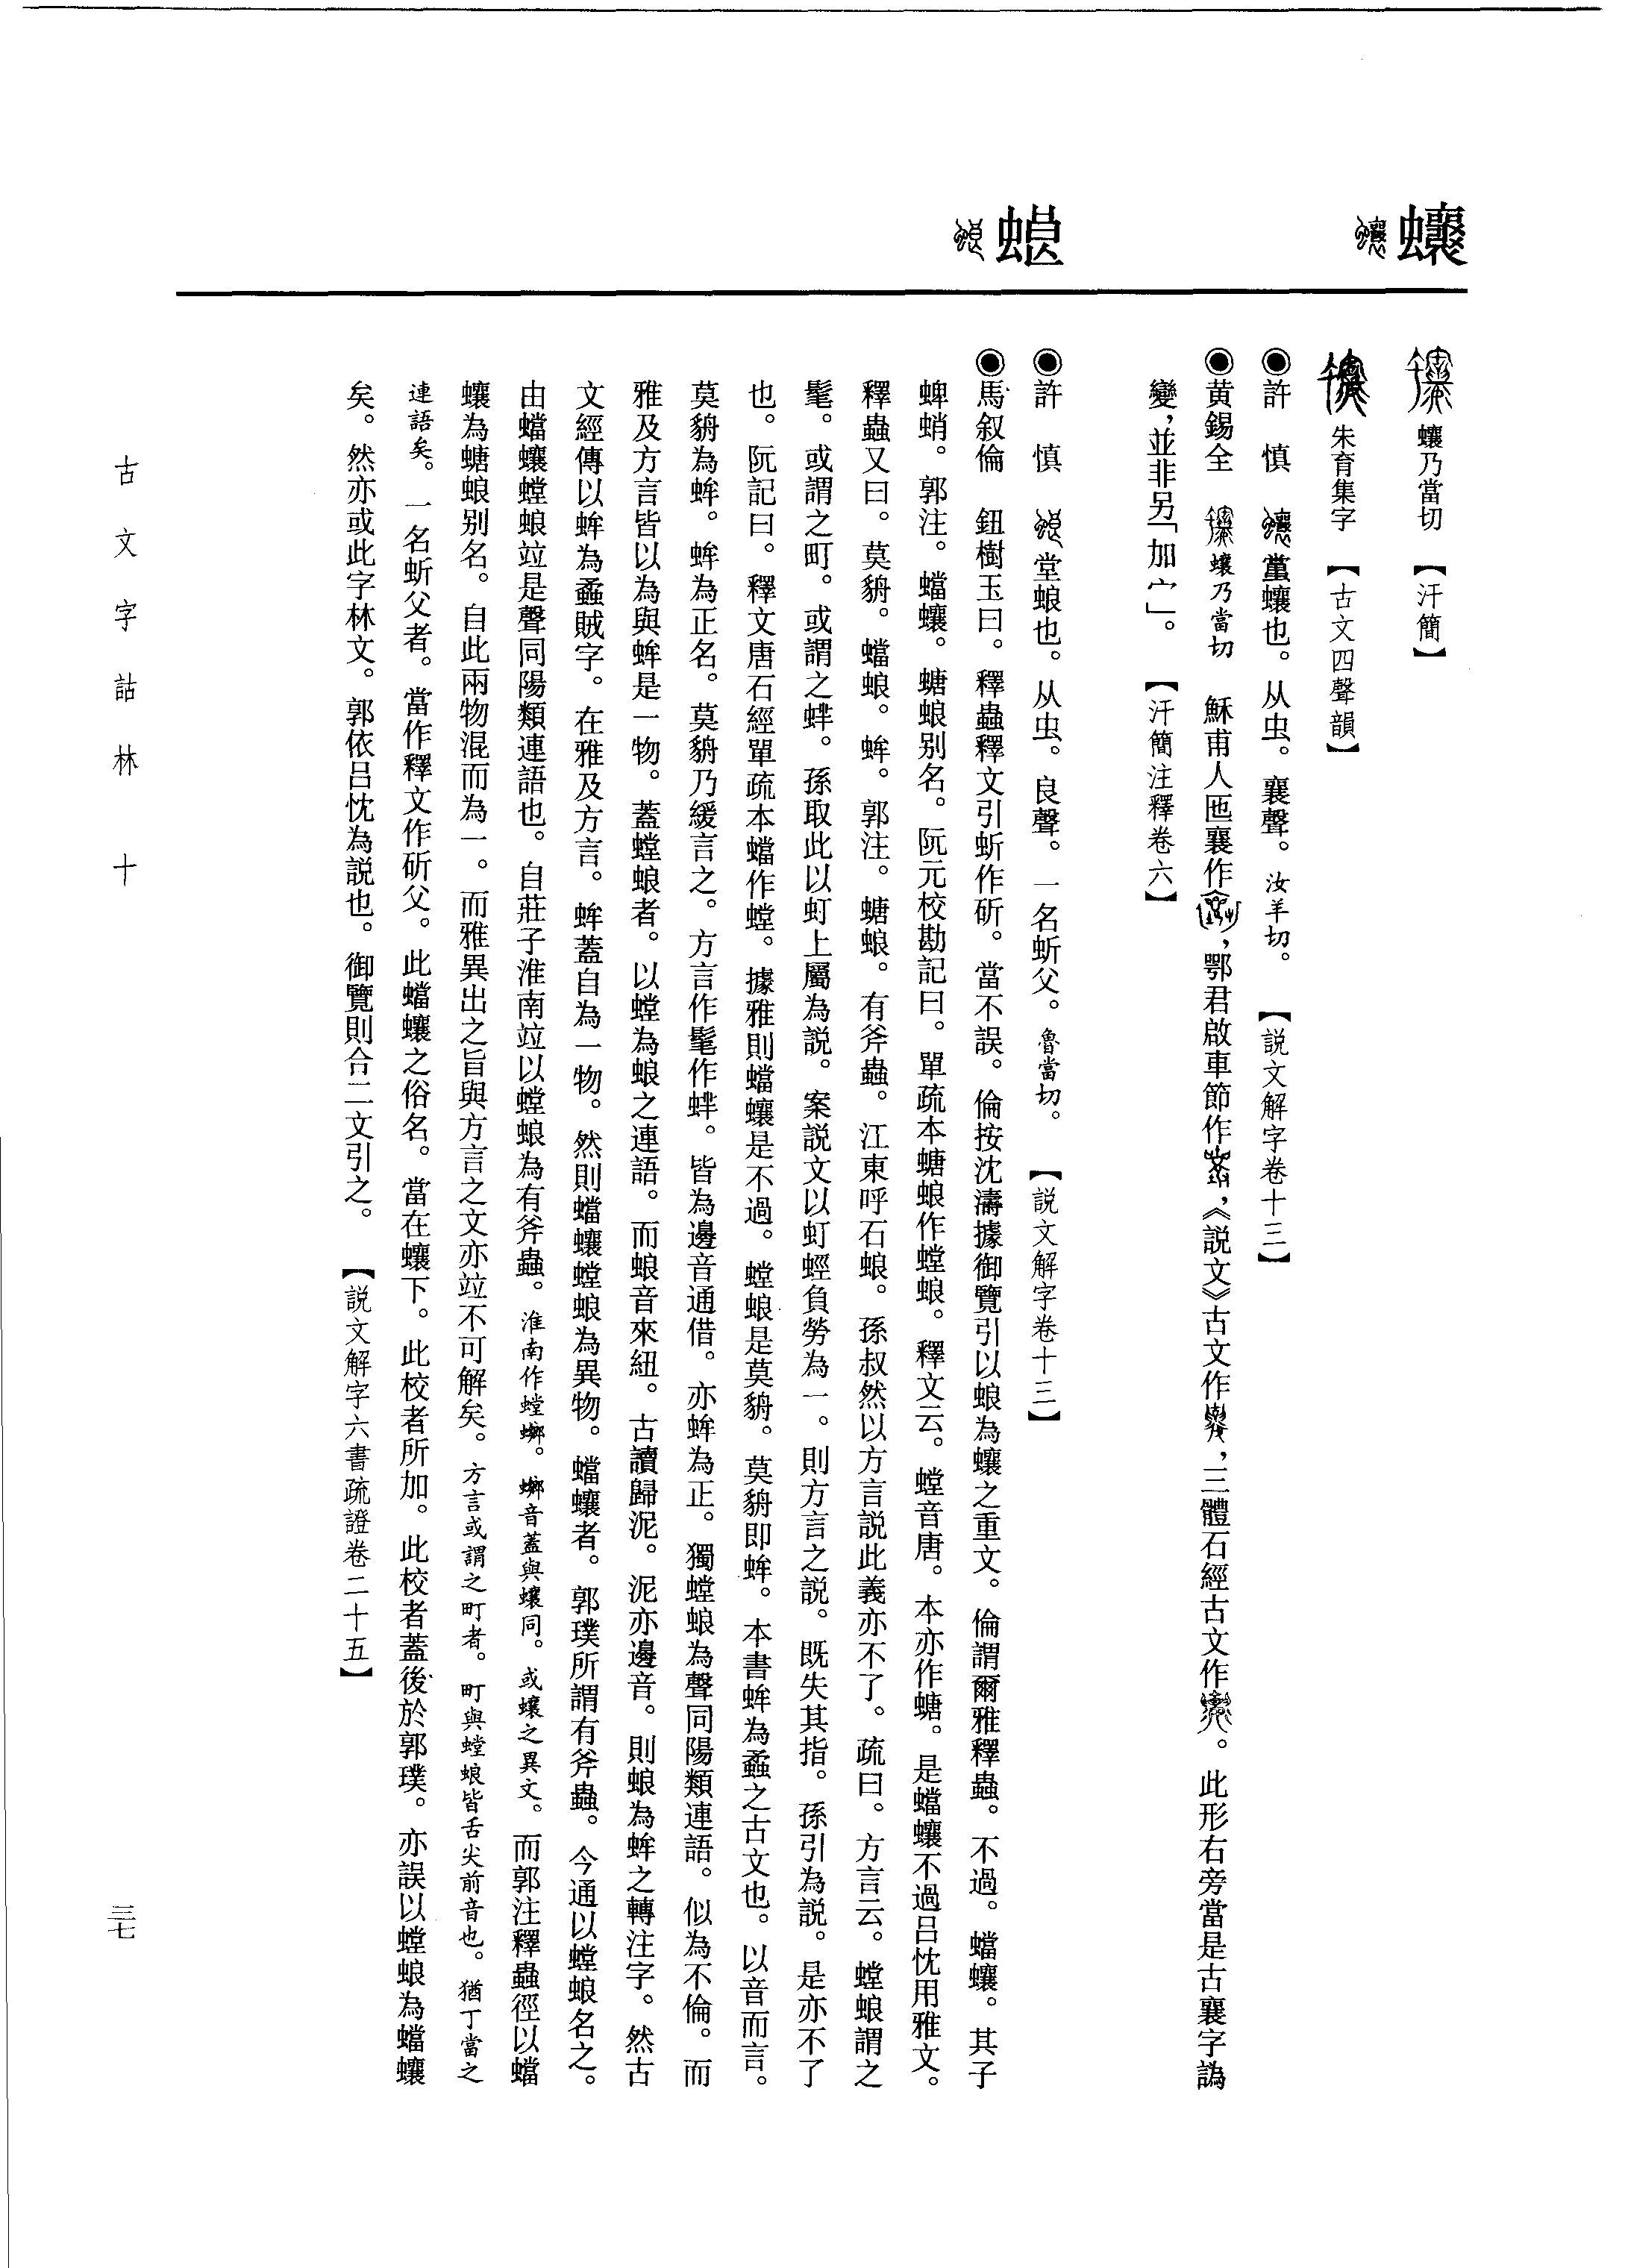 蠰
蜋
蠰乃當切　【汗簡】
朱育集字　【古文四聲韻】
◉許　慎　蟷蠰也。从虫。襄聲。汝羊切。　【説文解字卷十三】
◉黄錫全　蠰乃當切　穌甫人匜襄作，鄂君啟車節作，《説文》古文作，三體石經古文作。此形右旁當是古襄字譌
變，並非另「加宀」。　【汗簡注釋卷六】
◉許　慎　堂蜋也。从虫。良聲。一名蚚父。魯當切。　【説文解字卷十三】
◉馬叙倫　鈕樹玉曰。釋蟲釋文引蚚作斫。當不誤。倫按沈濤據御覽引以蜋為蠰之重文。倫謂爾雅釋蟲。不過。蟷蠰。其子
蜱蛸。郭注。蟷蠰。螗蜋别名。阮元校勘記曰。單疏本螗蜋作螳蜋。釋文云。螳音唐。本亦作螗。是蟷蠰不過吕忱用雅文。
釋蟲又曰。莫貈。蟷蜋。蛑。郭注。螗蜋。有斧蟲。江東呼石蜋。孫叔然以方言説此義亦不了。疏曰。方言云。螳蜋謂之
髦。或謂之虰。或謂之蛘。孫取此以虰上屬為説。案説文以虰蛵負勞為一。則方言之説。既失其指。孫引為説。是亦不了
也。阮記曰。釋文唐石經單疏本蟷作螳。據雅則蟷蠰是不過。螳蜋是莫貈。莫貈即蛑。本書蛑為蟊之古文也。以音而言。
莫貈為蛑。蛑為正名。莫貈乃緩言之。方言作髦作蛘。皆為邊音通借。亦蛑為正。獨螳蜋為聲同陽類連語。似為不倫。而
雅及方言皆以為與蛑是一物。蓋螳蜋者。以螳為蜋之連語。而蜋音來紐。古讀歸泥。泥亦邊音。則蜋為蛑之轉注字。然古
文經傳以蛑為蟊賊字。在雅及方言。蛑蓋自為一物。然則蟷蠰螳蜋為異物。蟷蠰者。郭璞所謂有斧蟲。今通以螳蜋名之。
由蟷蠰螳蜋竝是聲同陽類連語也。自莊子淮南竝以螳蜋為有斧蟲。淮南作螳螂。螂音蓋與蠰同。或蠰之異文。而郭注釋蟲徑以蟷
蠰為螗蜋别名。自此兩物混而為一。而雅異出之旨與方言之文亦竝不可解矣。方言或謂之虰者。虰與螳蜋皆舌尖前音也。猶丁當之
連語矣。一名蚚父者。當作釋文作斫父。此蟷蠰之俗名。當在蠰下。此校者所加。此校者蓋後於郭璞。亦誤以螳蜋為蟷蠰
矣。然亦或此字林文。郭依吕忱為説也。御覽則合二文引之。　【説文解字六書疏證卷二十五】
古文字詁林　十
三七